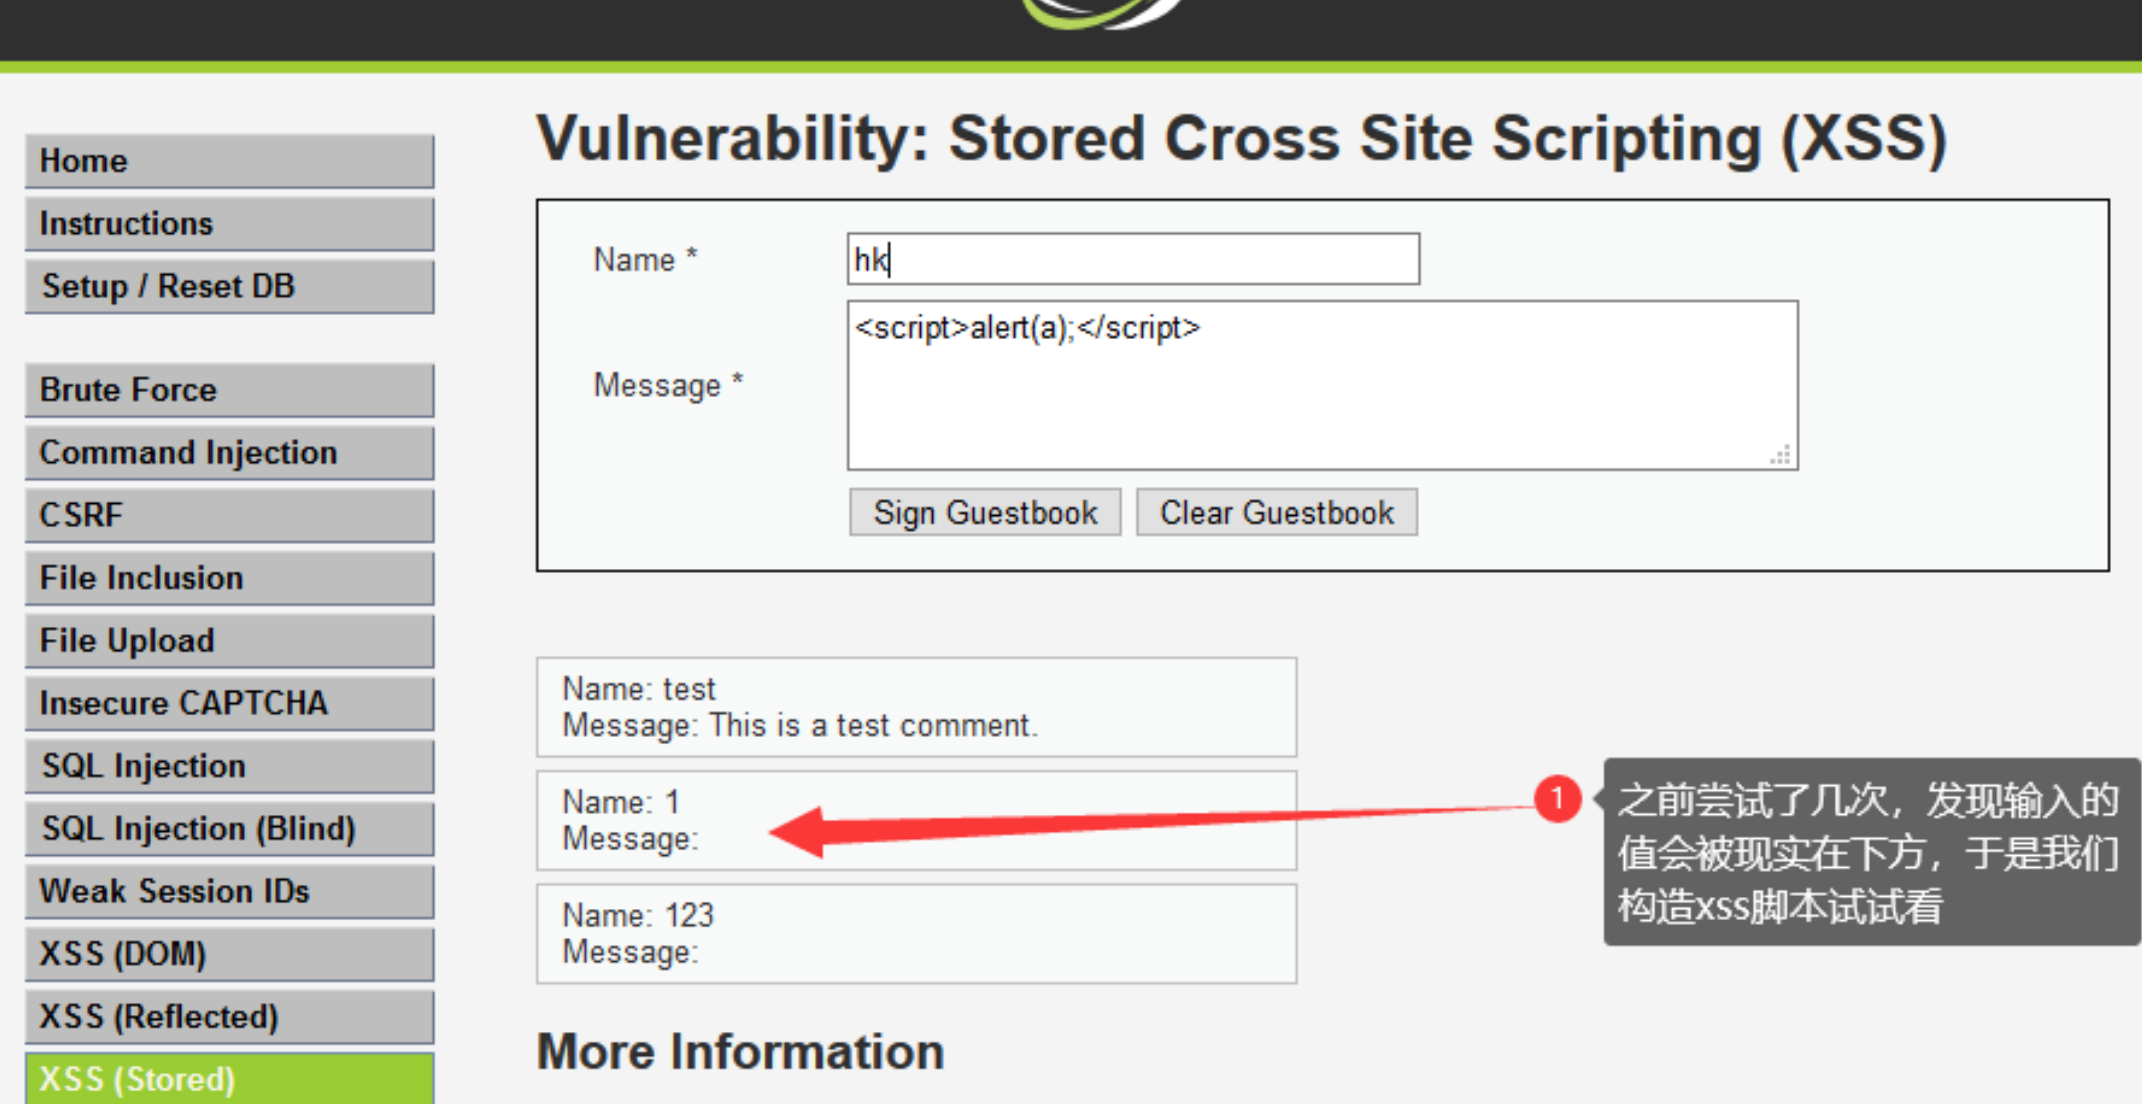 Home
Instructions
Setup / Reset DB
Brute Force
Command Injection
CSRF
File Inclusion
File Upload
Insecure CAPTCHA
SQL Injection
SQL Injection (Blind)
Weak Session IDs
XSS (DOM)
XSS (Reflected)
XSS (Stored)
Vulnerability: Stored Cross Site Scripting (XSS)
Name * hk
Message * <script>alert(a);</script>
Sign Guestbook Clear Guestbook
Name: test
Message: This is a test comment.
Name: 1
Message:
Name: 123
Message:
1
之前尝试了几次，发现输入的
值会被现实在下方，于是我们
构造xss脚本试试看
More Information